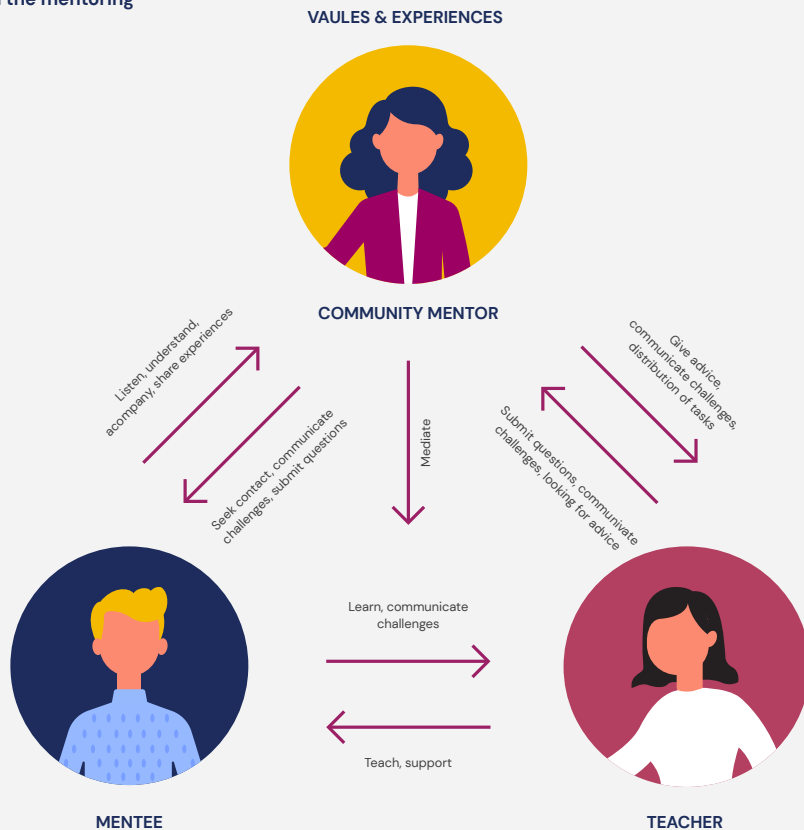 the mentoring
VAULES & EXPERIENCES
COMMUNITY MENTOR
Listen, understand,
acompany, share experiences
Seek contact, communicate
challenges, submit questions
Mediate
Give advice,
communicate challenges,
distribution of tasks
Submit questions, communivate
challenges, looking for advice
Learn, communicate
challenges
Teach, support
MENTEE
TEACHER